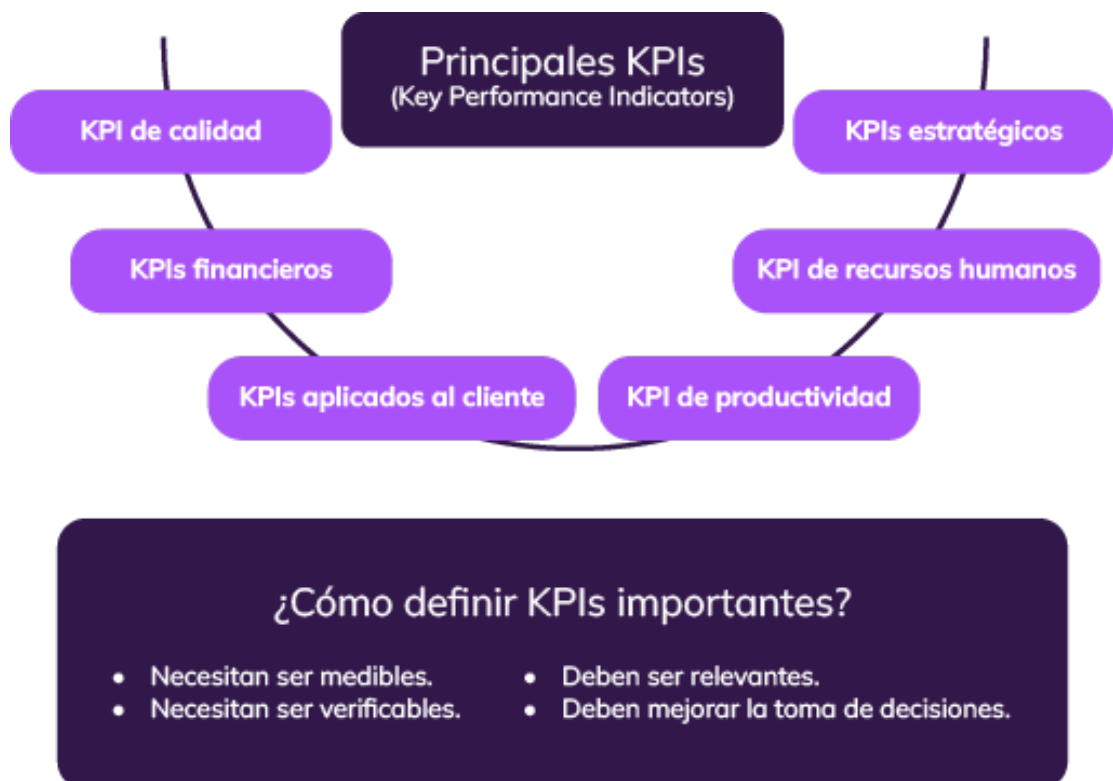 Principales KPIs
(Key Performance Indicators)
KPI de calidad
KPIs estratégicos
KPIs financieros
KPI de recursos humanos
KPIs aplicados al cliente
KPI de productividad
¿Cómo definir KPIs importantes?
• Necesitan ser medibles.
• Necesitan ser verificables.
• Deben ser relevantes.
• Deben mejorar la toma de decisiones.